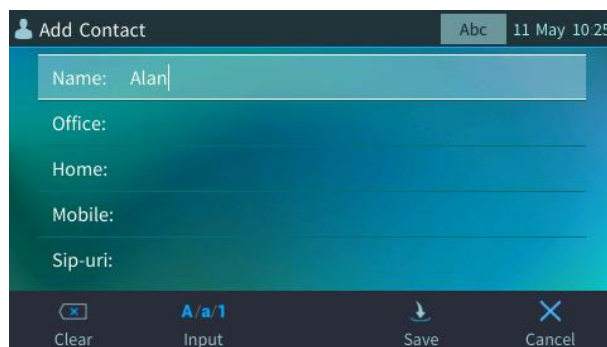 Add Contact Abc 11 May 10:25
Name: Alan
Office:
Home:
Mobile:
Sip-uri:
A/a/1
Clear Input Save Cancel